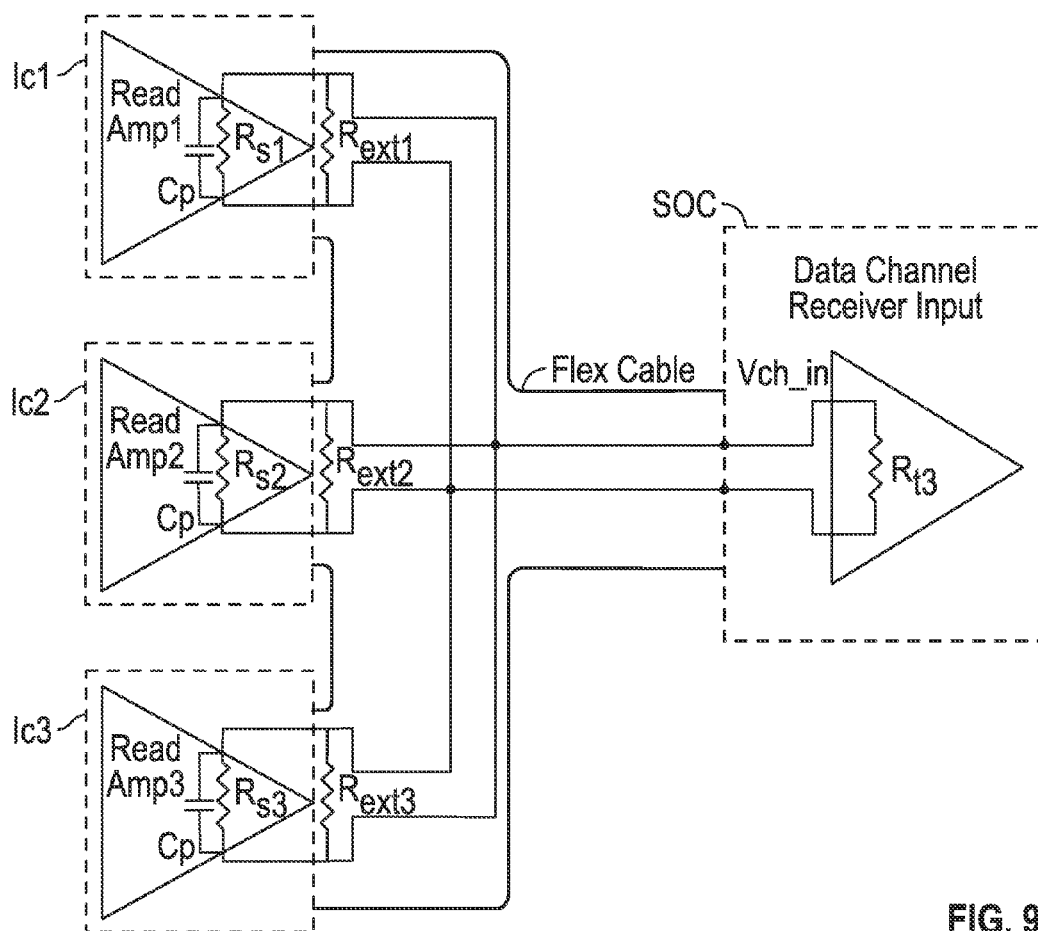 Ic1
Read
Amp1
Rs1
Cp
Rext1
Ic2
Read
Amp2
Rs2
Cp
Rext2
Ic3
Read
Amp3
Rs3
Cp
Rext3
Flex Cable
SOC
Data Channel
Receiver Input
Vch_in
Rt3
FIG. 9